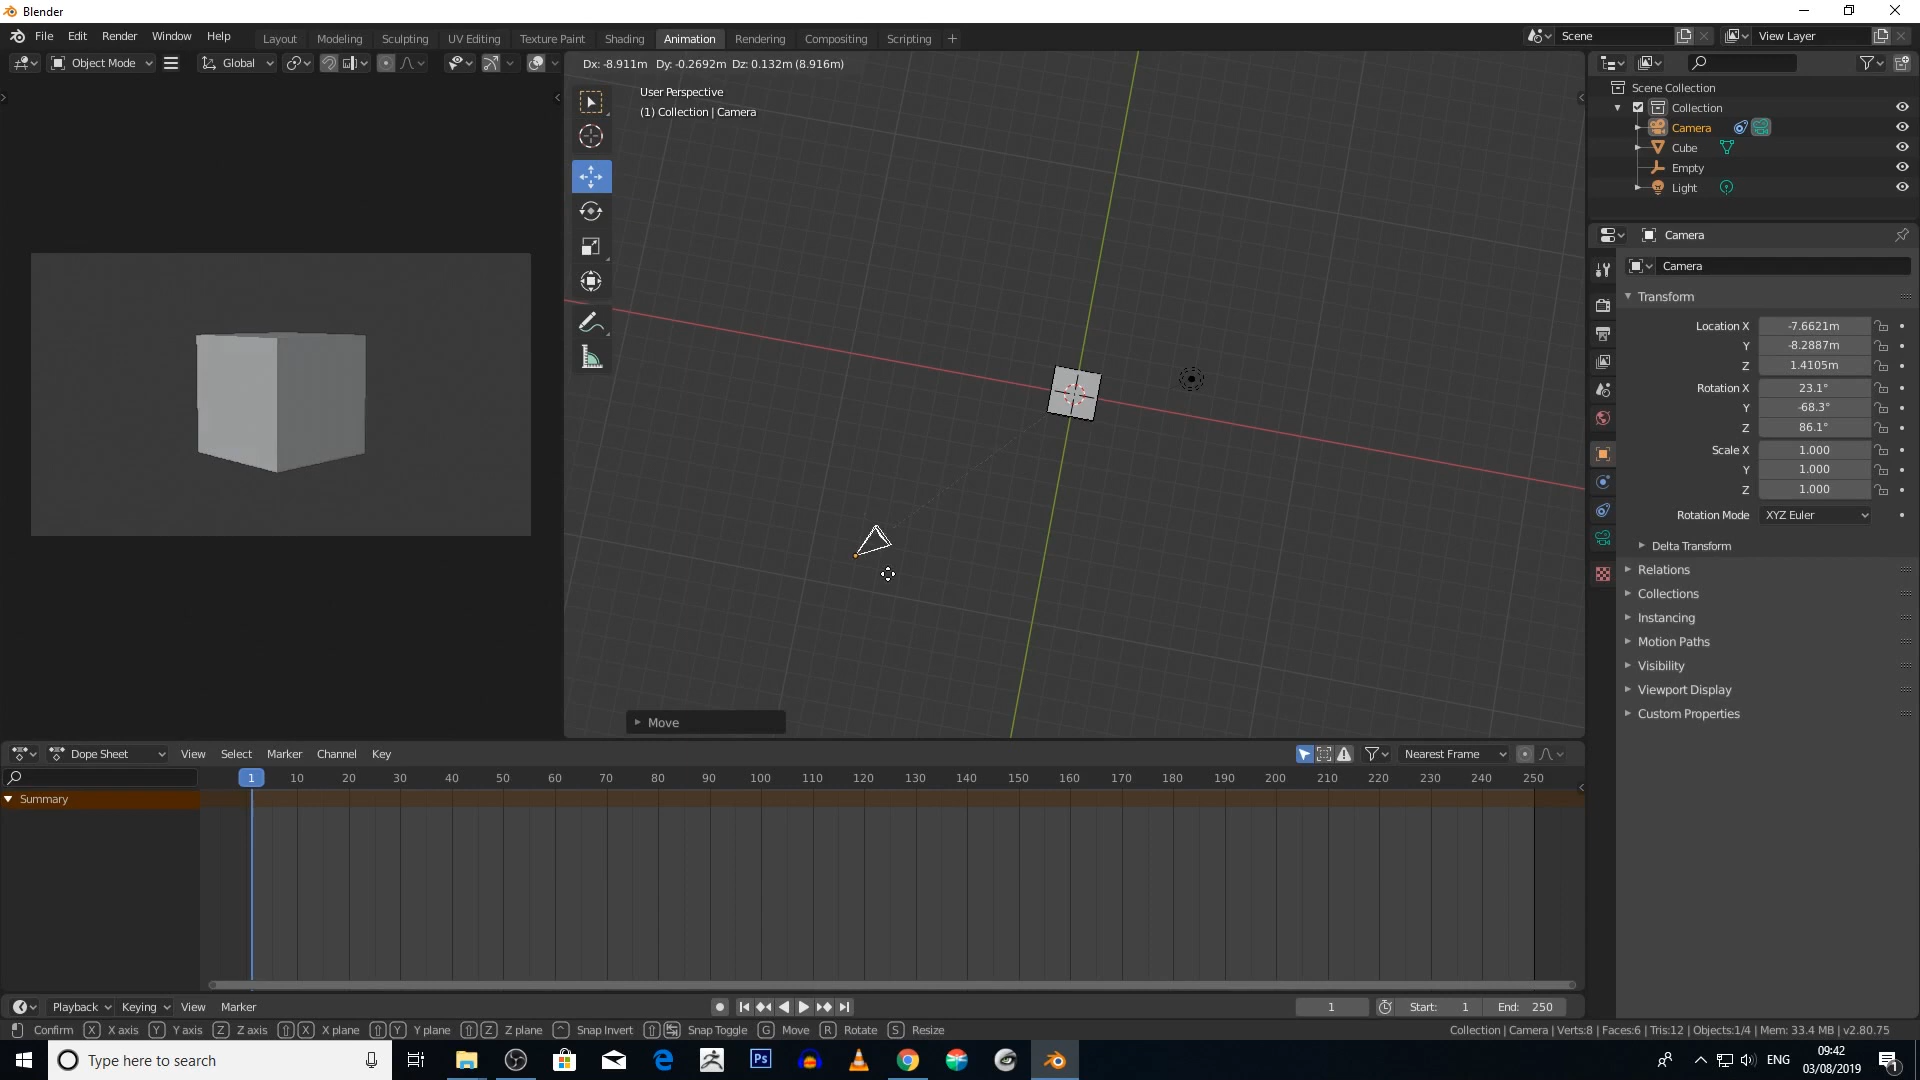 Blender
File Edit Render Window Help
Layout Modeling Sculpting UV Editing Texture Paint Shading Animation Rendering Compositing Scripting +
Scene
View Layer
Object Mode
Global
Dx: -8.911m Dy: -0.2692m Dz: 0.132m (8.916m)
User Perspective
(1) Collection | Camera
Move
Scene Collection
Collection
Camera
Cube
Empty
Light
Camera
Camera
Transform
Location X -7.6621m
Y -8.2887m
Z 1.4105m
Rotation X 23.1°
Y -68.3°
Z 86.1°
Scale X 1.000
Y 1.000
Z 1.000
Rotation Mode XYZ Euler
Delta Transform
Relations
Collections
Instancing
Motion Paths
Visibility
Viewport Display
Custom Properties
Dope Sheet View Select Marker Channel Key
Nearest Frame
1 10 20 30 40 50 60 70 80 90 100 110 120 130 140 150 160 170 180 190 200 210 220 230 240 250
Summary
Playback Keying View Marker
1 Start: 1 End: 250
Confirm X X axis Y Y axis Z Z axis X X plane Y Y plane Z Z plane Snap Invert Snap Toggle G Move R Rotate S Resize
Collection | Camera | Verts:8 | Faces:6 | Tris:12 | Objects:1/4 | Mem: 33.4 MB | v2.80.75
Type here to search
Ps
ENG
09:42
03/08/2019
1